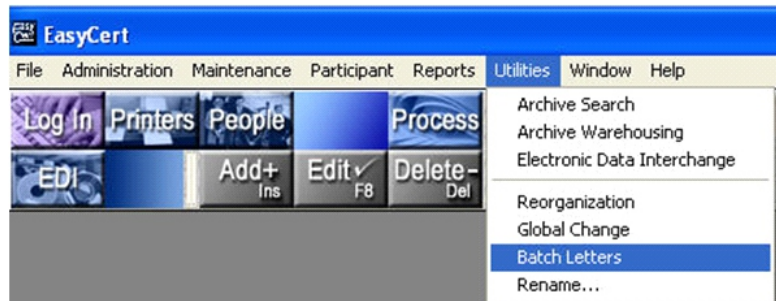 EasyCert
File Administration Maintenance Participant Reports Utilities Window Help
Log In Printers People Process
EDI Add+ Ins Edit✓ F8 Delete- Del
Archive Search
Archive Warehousing
Electronic Data Interchange
Reorganization
Global Change
Batch Letters
Rename...